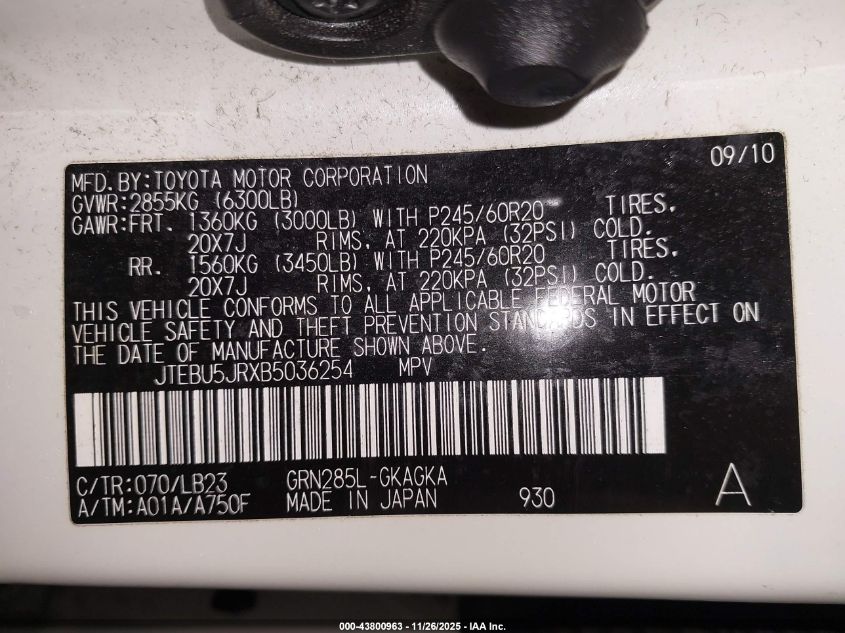 09/10
MFD. BY: TOYOTA MOTOR CORPORATION
GVWR: 2855KG (6300LB)
GAWR: FRT. 1360KG (3000LB) WITH P245/60R20 TIRES,
20X7J RIMS, AT 220KPA (32PSI) COLD.
RR. 1560KG (3450LB) WITH P245/60R20 TIRES,
20X7J RIMS, AT 220KPA (32PSI) COLD.
THIS VEHICLE CONFORMS TO ALL APPLICABLE FEDERAL MOTOR
VEHICLE SAFETY AND THEFT PREVENTION STANDARDS IN EFFECT ON
THE DATE OF MANUFACTURE SHOWN ABOVE.
JTEBU5JRXB5036254 MPV
C/TR: 070/LB23 GRN285L-GKAGKA
A/TM: A01A/A750F MADE IN JAPAN 930 A
000-43800963 - 11/26/2025 - IAA Inc.